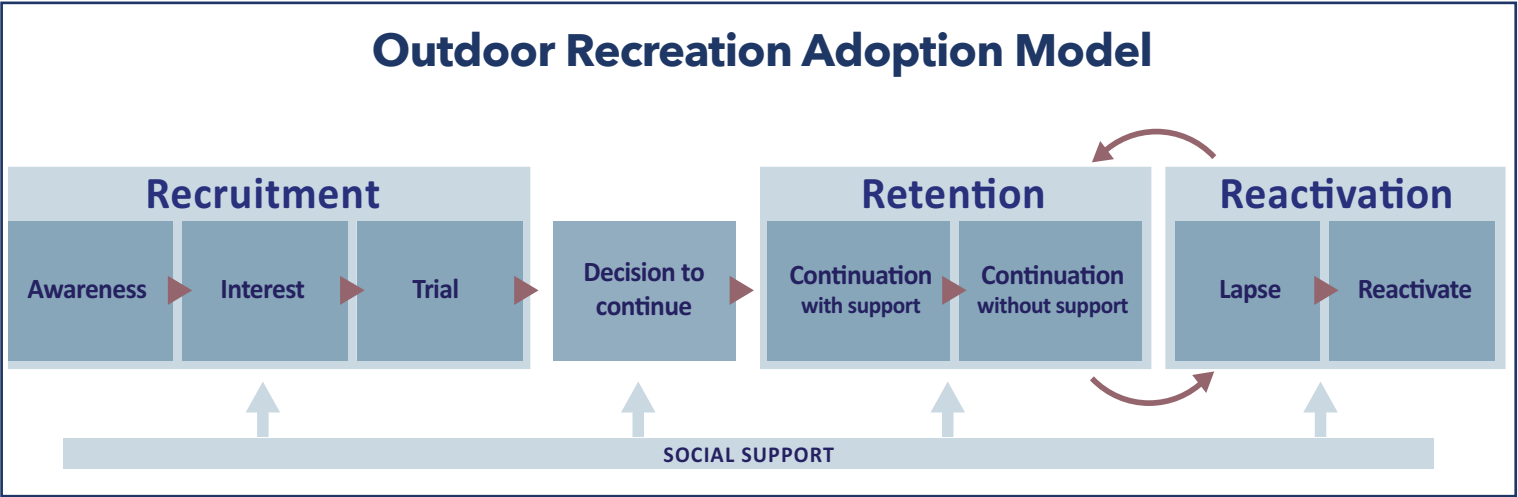 Outdoor Recreation Adoption Model
Recruitment
Awareness
Interest
Trial
Decision to
continue
Retention
Continuation
with support
Continuation
without support
Reactivation
Lapse
Reactivate
SOCIAL SUPPORT